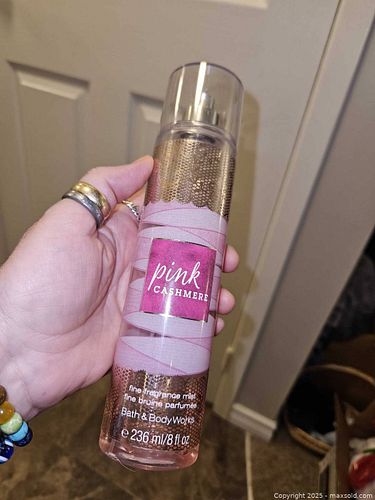 pink
CASHMERE
fine fragrance mist
fine bruine parfumée
Bath & Body Works
e 236 ml/8 fl oz
Copyright 2025 - maxsold.com